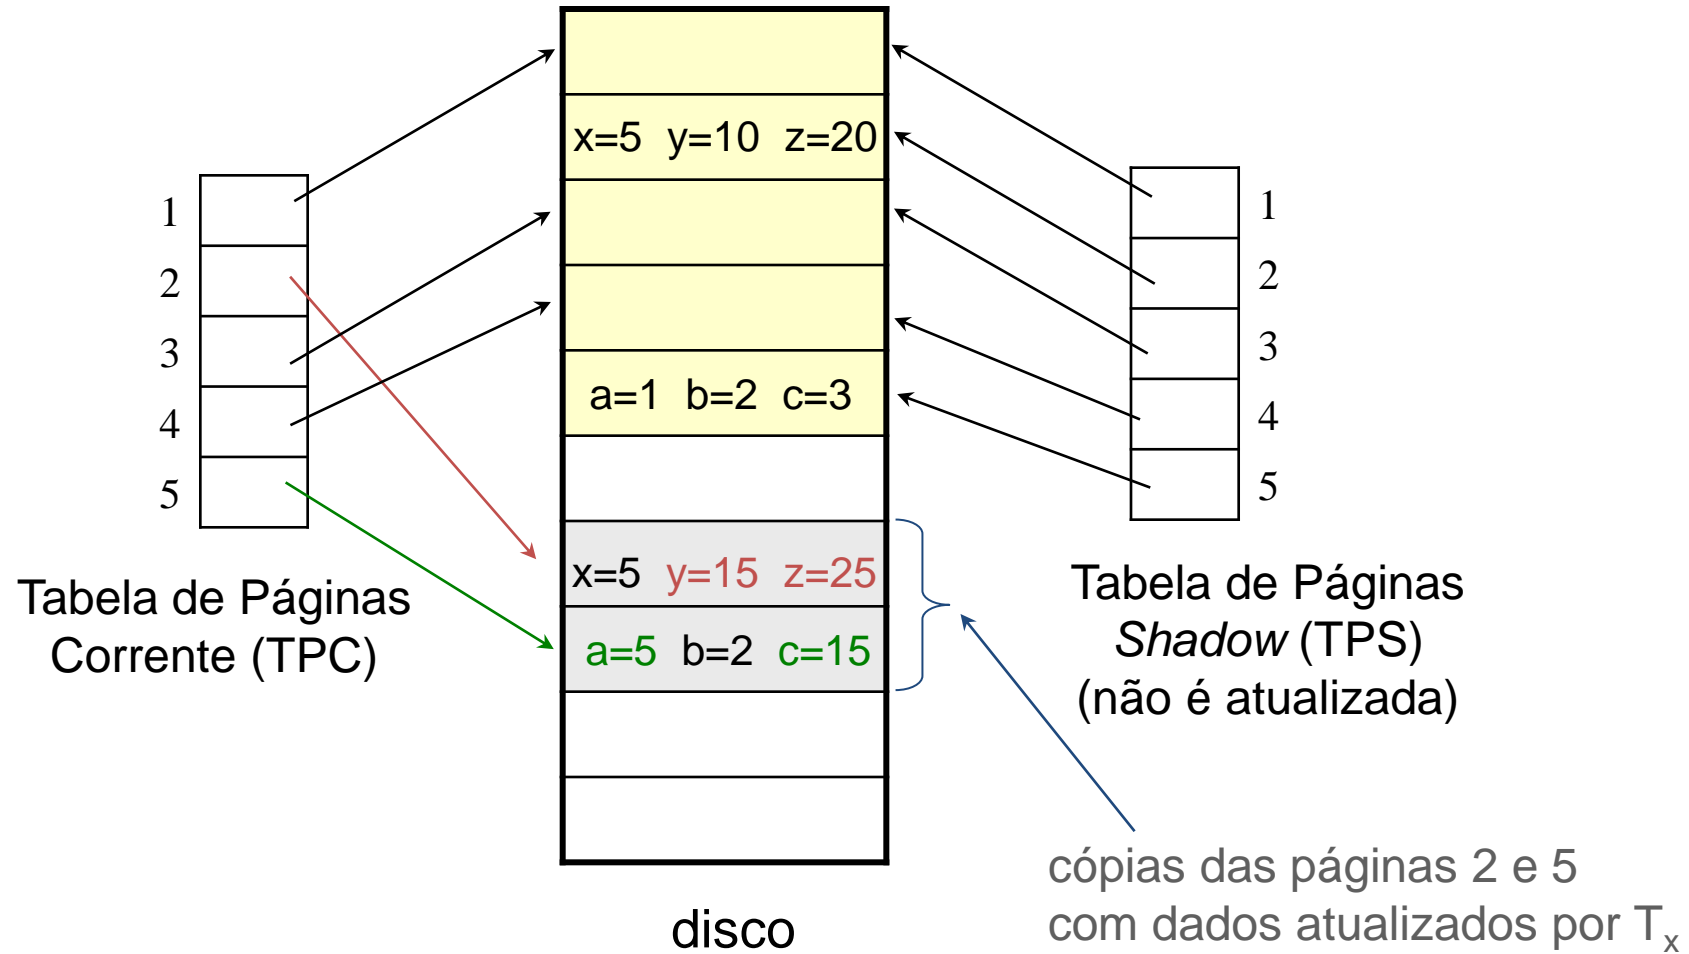 x=5 y=10 z=20
1
2
3
4
5
1
2
3
4
5
a=1 b=2 c=3
x=5 y=15 z=25
a=5 b=2 c=15
Tabela de Páginas
Corrente (TPC)
Tabela de Páginas
Shadow (TPS)
(não é atualizada)
cópias das páginas 2 e 5
com dados atualizados por Tx
disco